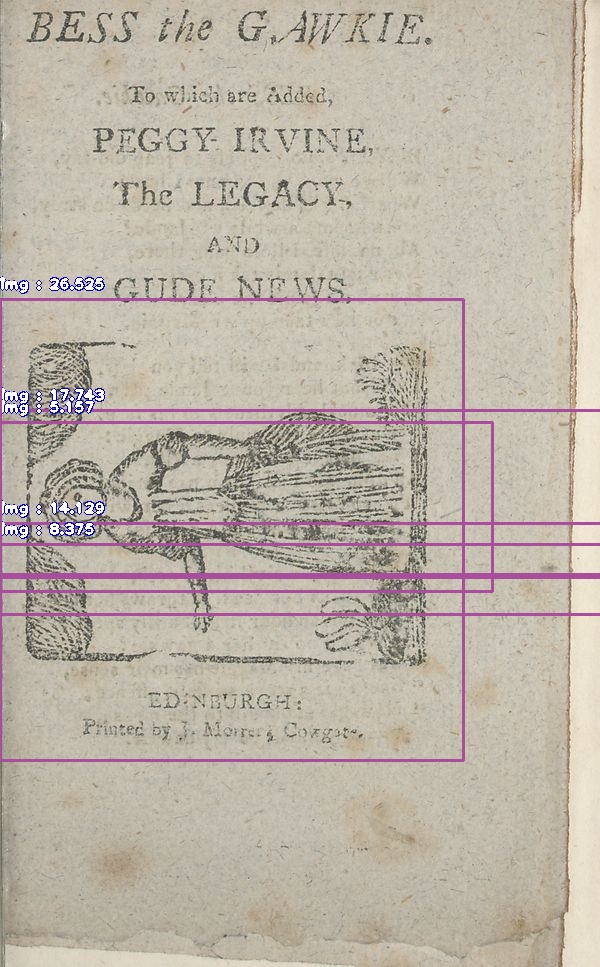 BESS the GAWKIE.
To which are Added,
PEGGY IRVINE,
The LEGACY,
AND
img : 26.526
GUDE NEWS.
img : 17.743
img : 5.157
img : 14.129
img : 8.375
EDINBURGH:
Printed by J. Morren, Cowgate.